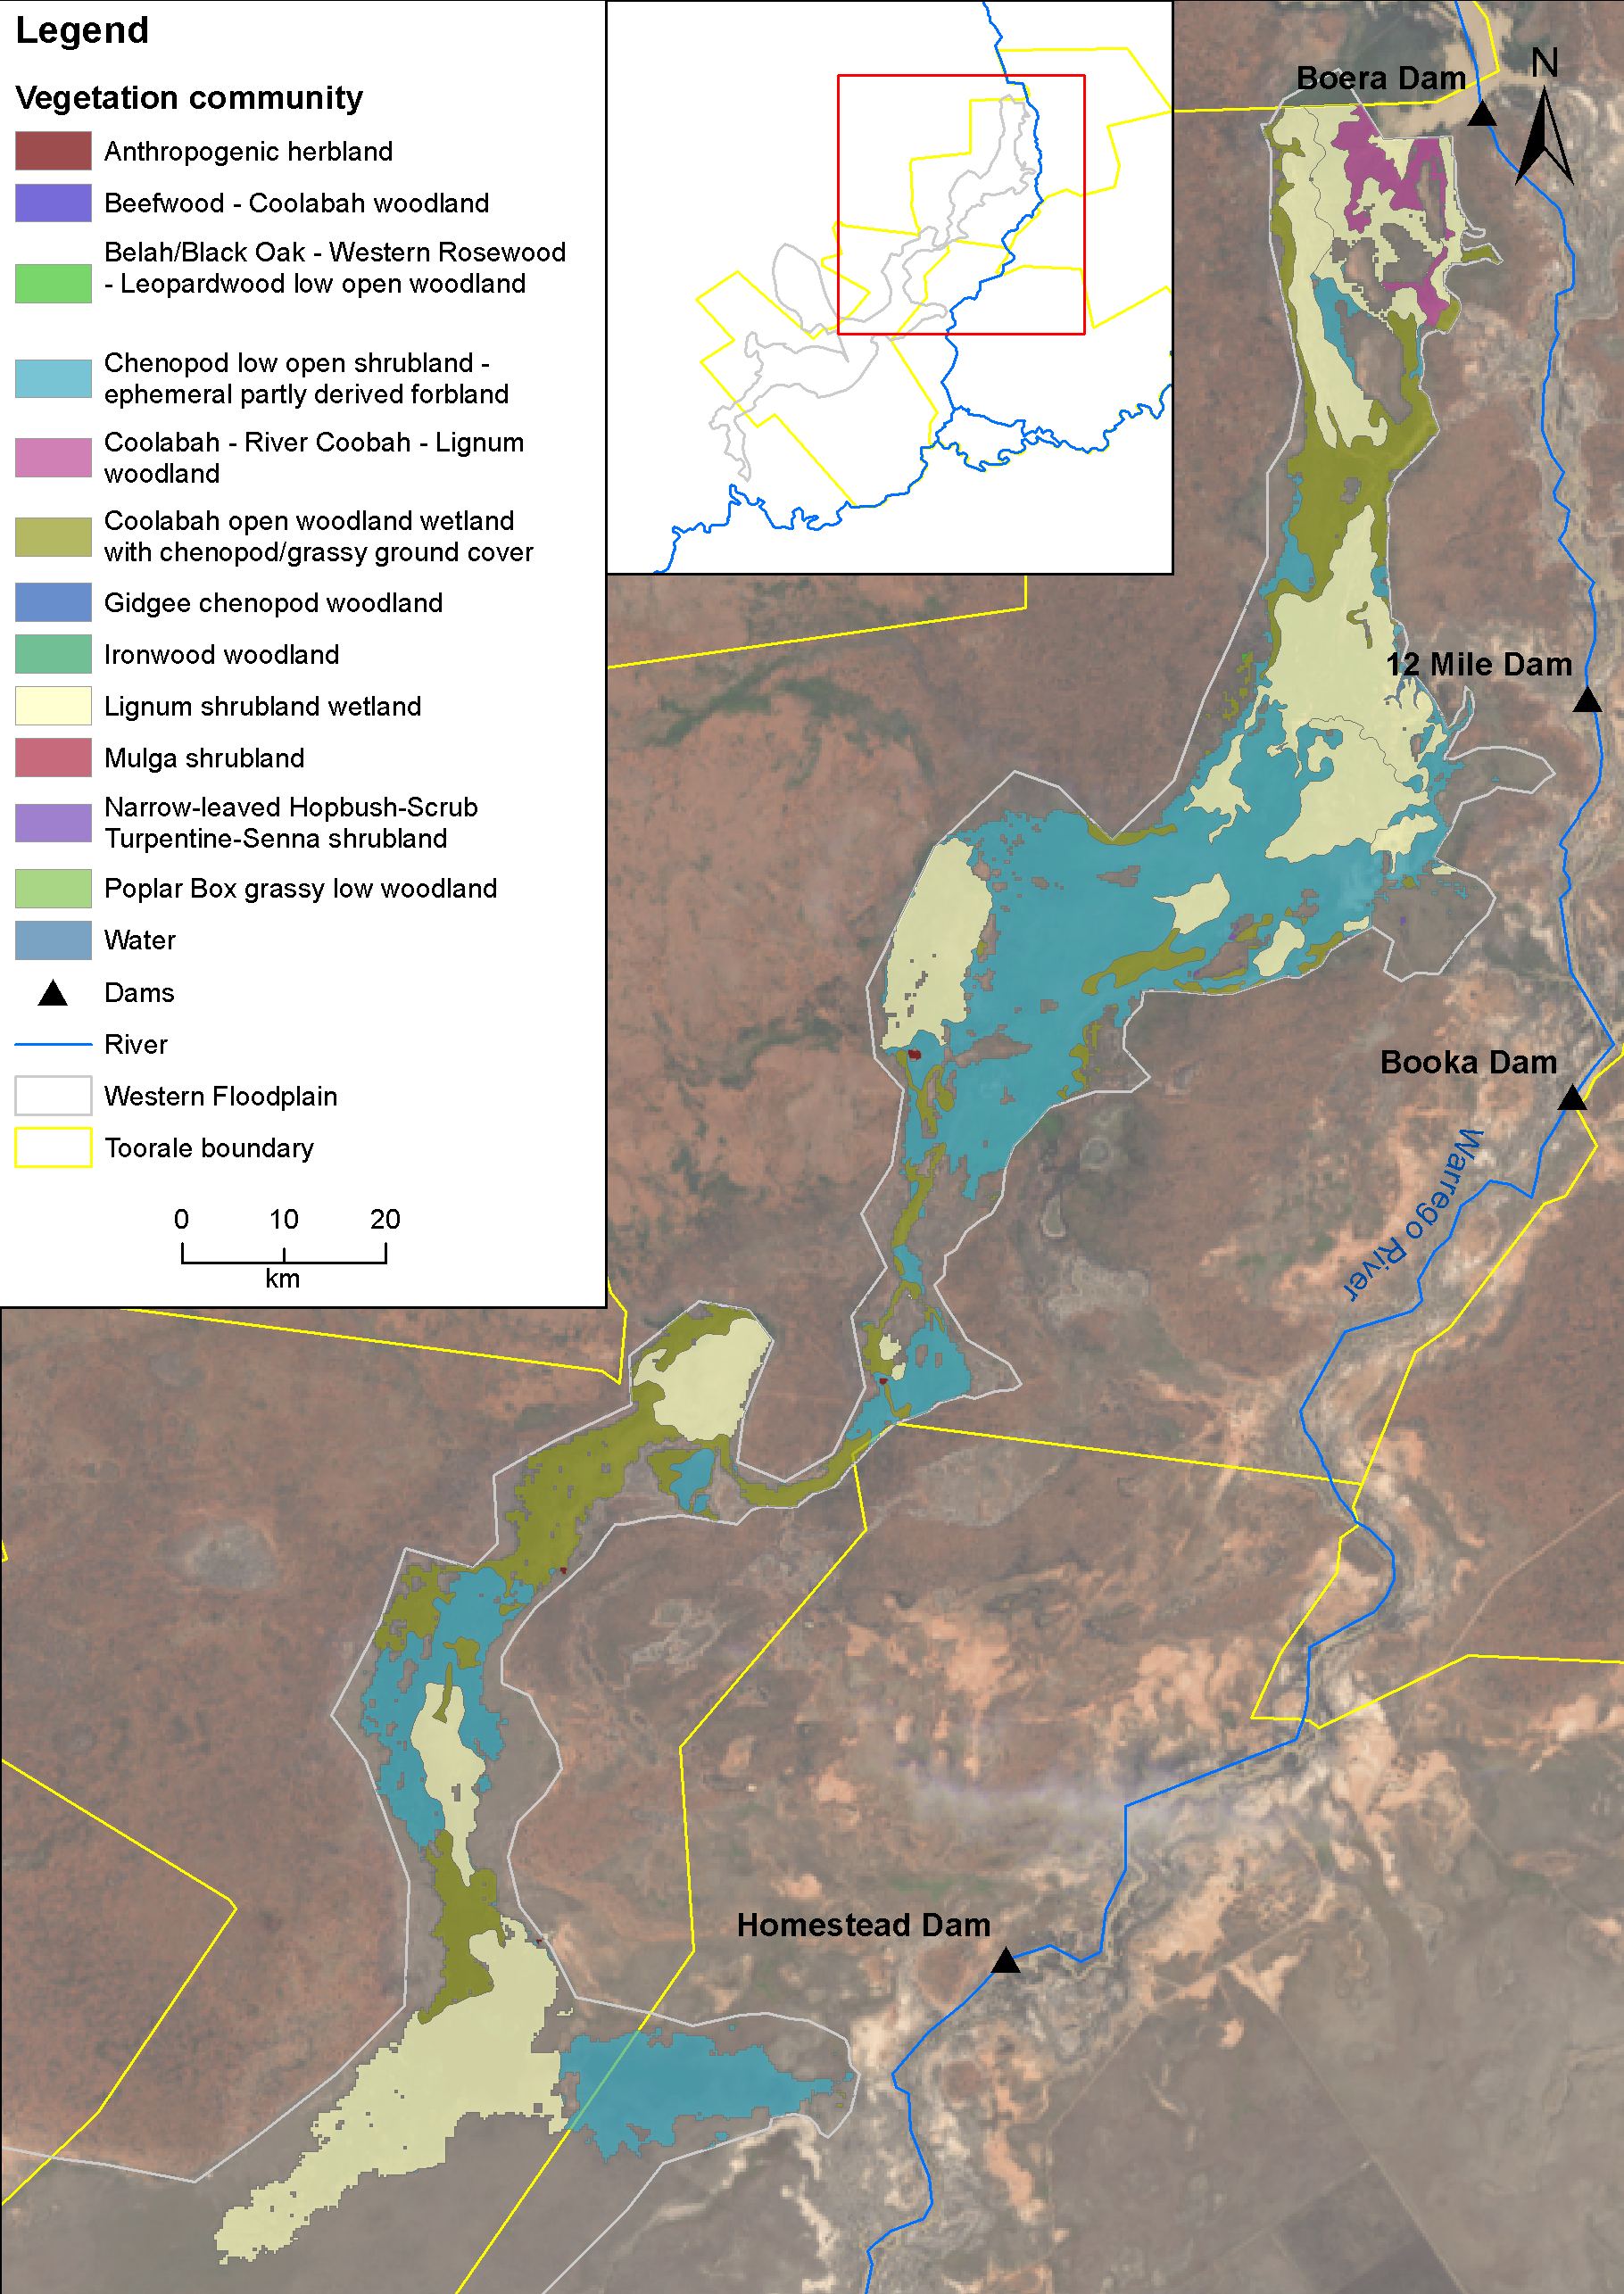 Legend
Vegetation community
Anthropogenic herbland
Beefwood - Coolabah woodland
Belah/Black Oak - Western Rosewood
- Leopardwood low open woodland
Chenopod low open shrubland -
ephemeral partly derived forbland
Coolabah - River Coobah - Lignum
woodland
Coolabah open woodland wetland
with chenopod/grassy ground cover
Gidgee chenopod woodland
Ironwood woodland
Lignum shrubland wetland
Mulga shrubland
Narrow-leaved Hopbush-Scrub
Turpentine-Senna shrubland
Poplar Box grassy low woodland
Water
Dams
River
Western Floodplain
Toorale boundary
0 10 20
km
N
Boera Dam
12 Mile Dam
Booka Dam
Warrego River
Homestead Dam